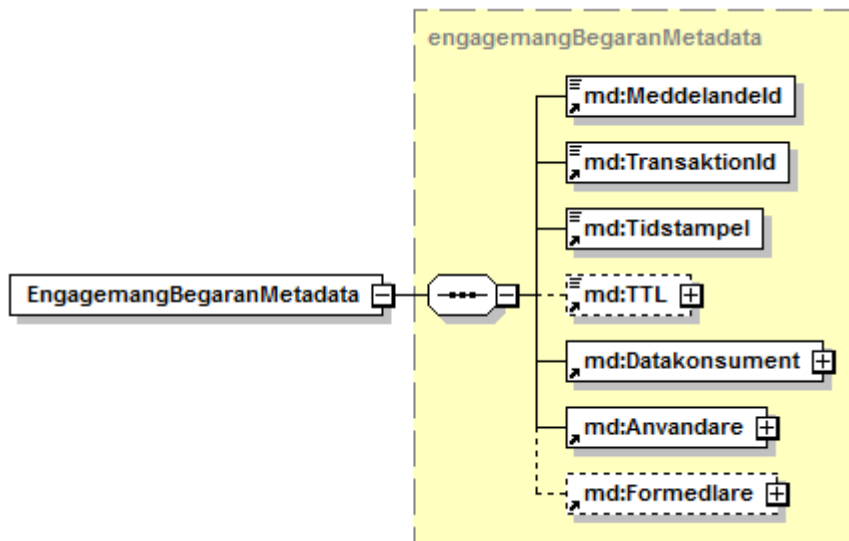 engagemangBegaranMetadata
md:MeddelandeId
md:TransaktionId
md:Tidstampel
EngagemangBegaranMetadata
md:TTL
md:Datakonsument
md:Anvandare
md:Formedlare